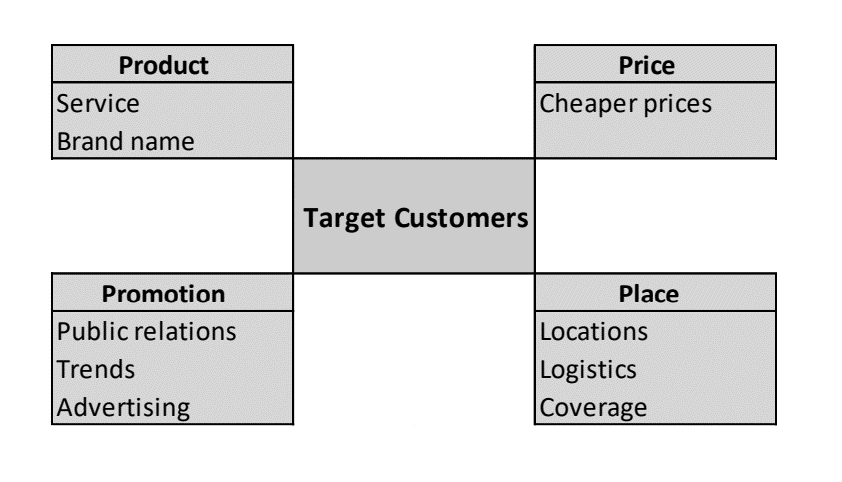 Product
Service
Brand name
Price
Cheaper prices
Target Customers
Promotion
Public relations
Trends
Advertising
Place
Locations
Logistics
Coverage